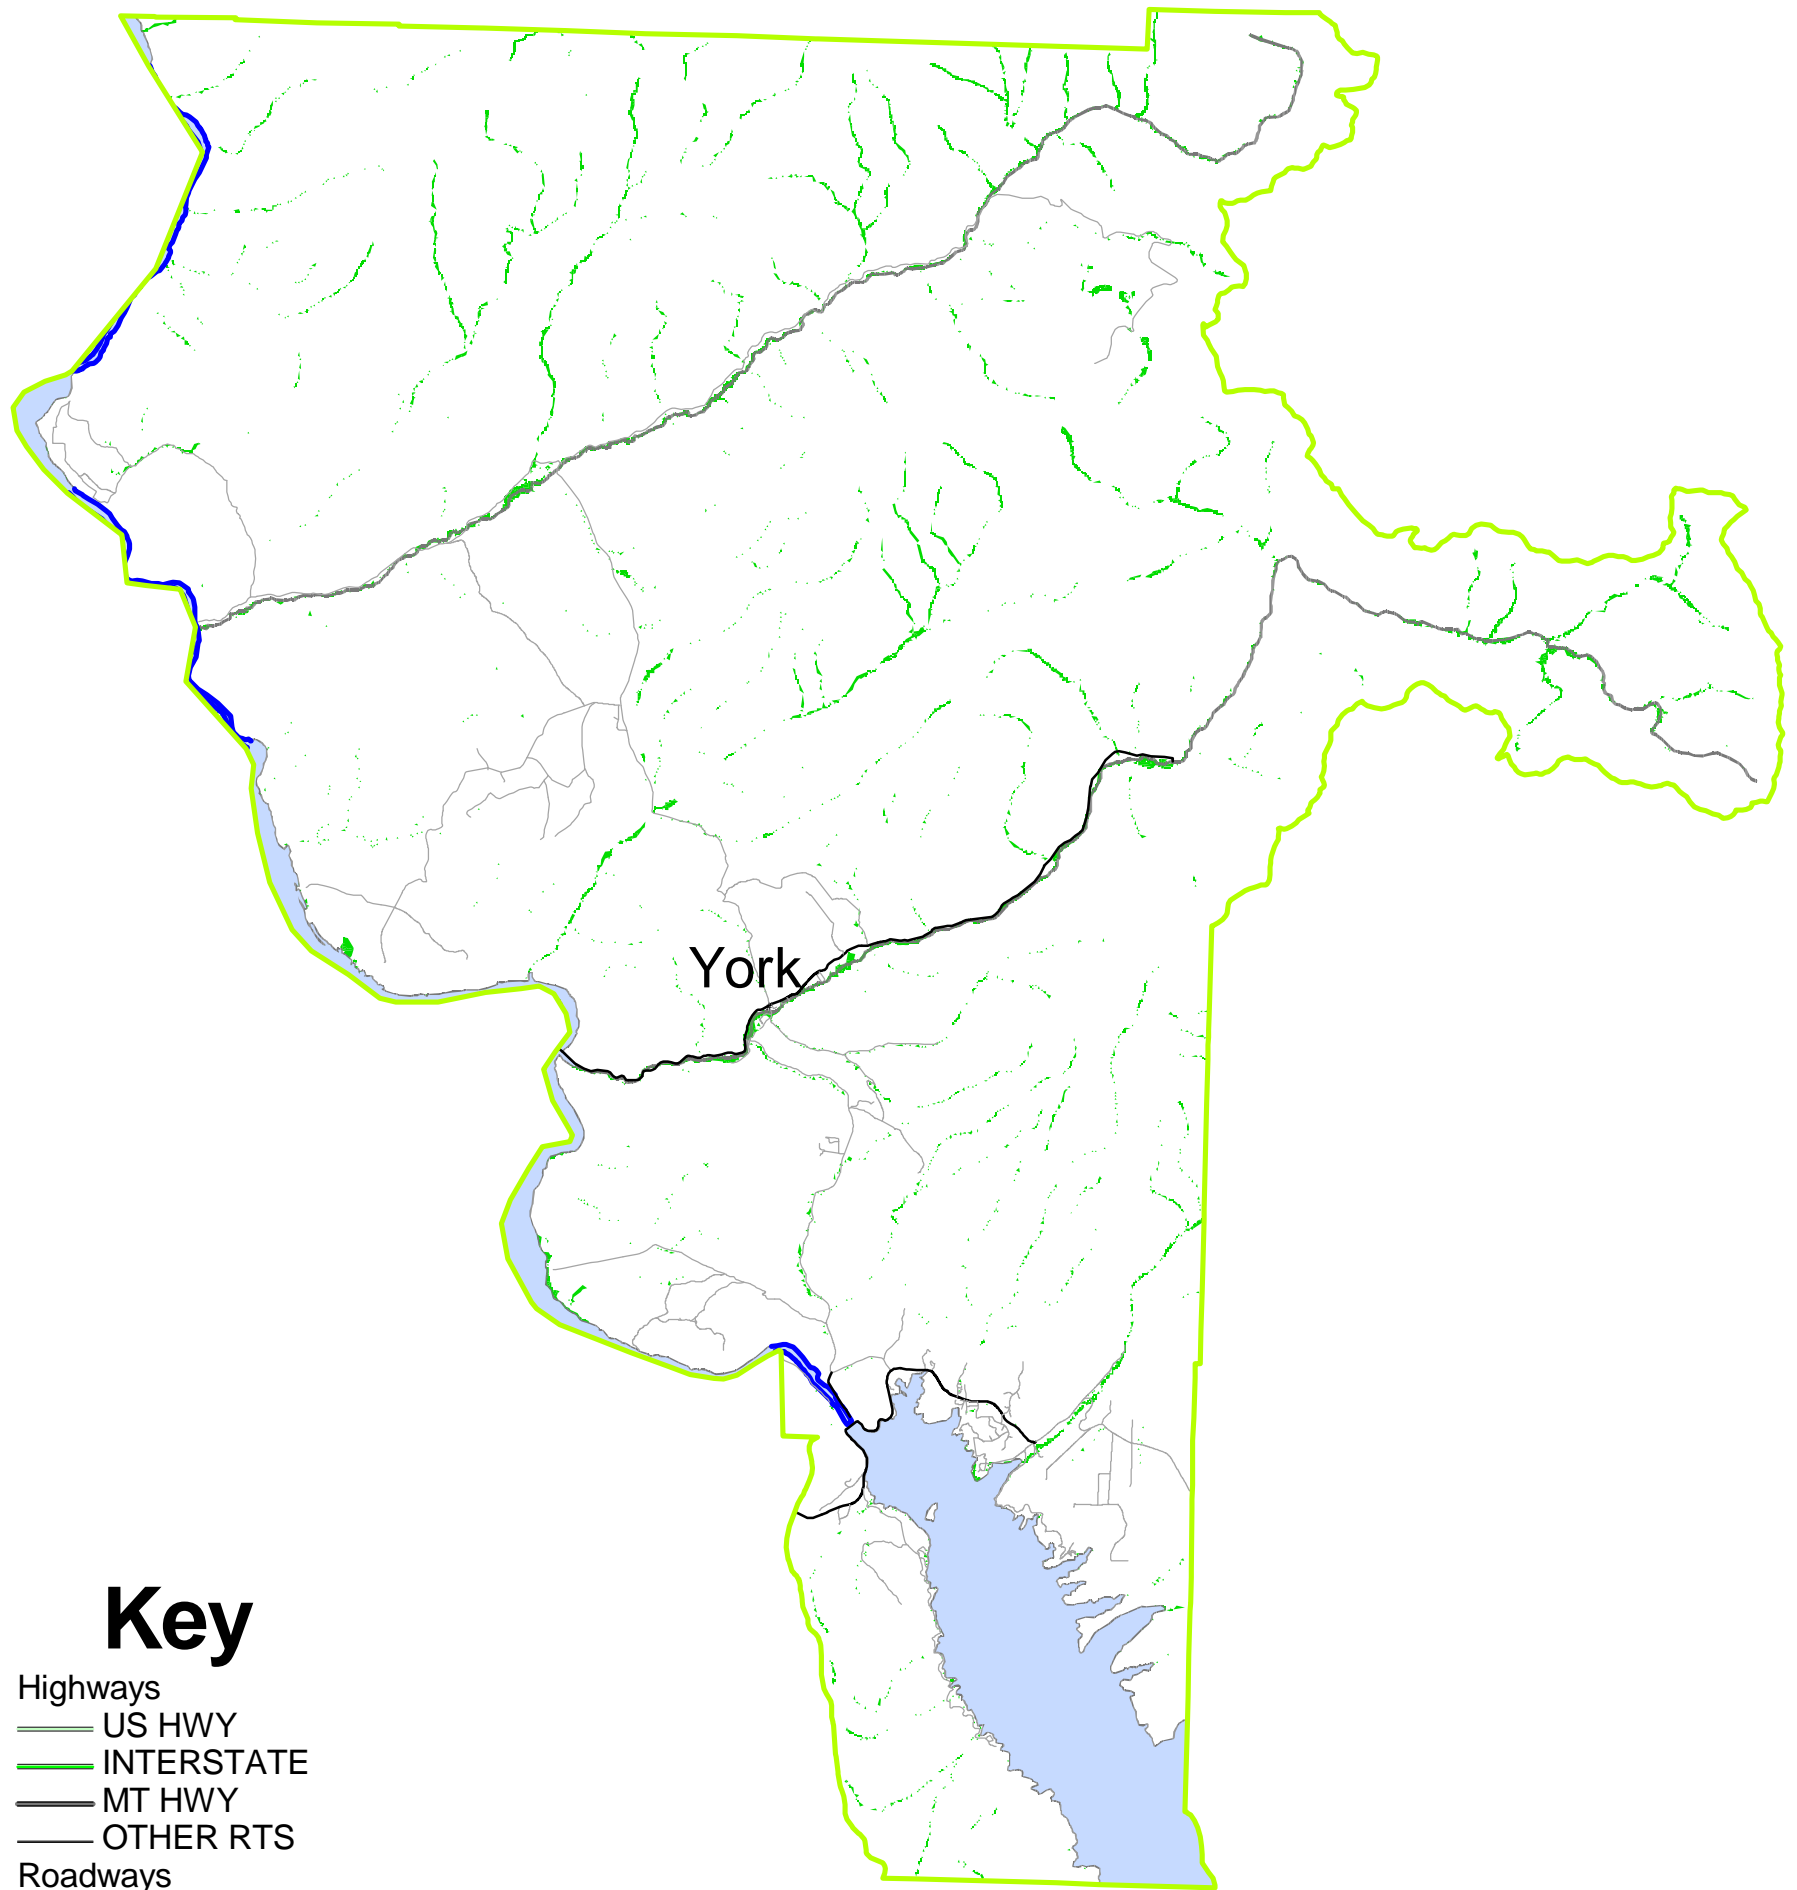 York
Key
Highways
US HWY
INTERSTATE
MT HWY
OTHER RTS
Roadways